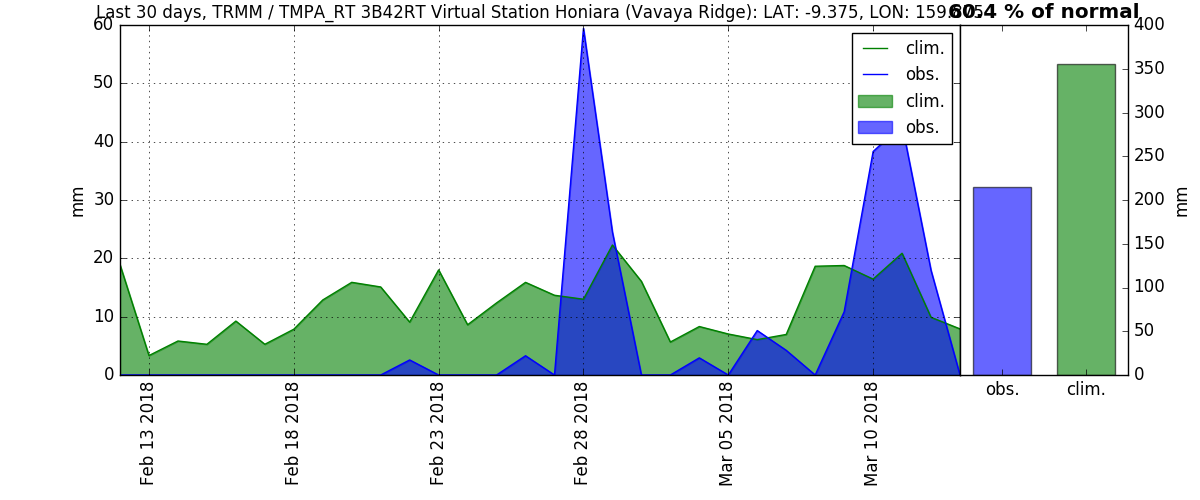 Last 30 days, TRMM / TMPA_RT 3B42RT Virtual Station Honiara (Vavaya Ridge): LAT: -9.375, LON: 159.875
60.4 % of normal
60
50
40
30
20
10
0
mm
clim.
obs.
clim.
obs.
400
350
300
250
200
150
100
50
0
mm
obs.
clim.
Feb 13 2018
Feb 18 2018
Feb 23 2018
Feb 28 2018
Mar 05 2018
Mar 10 2018